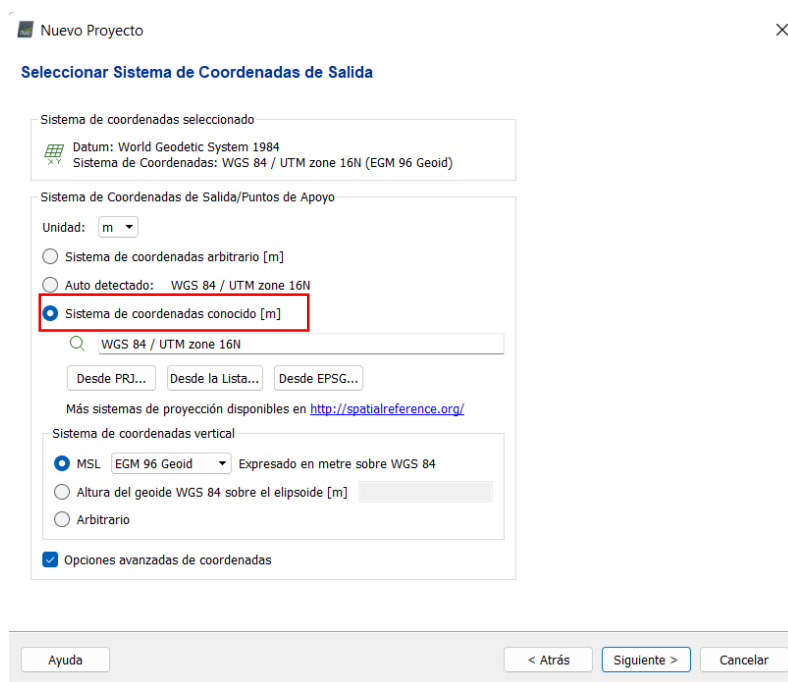 Nuevo Proyecto
Seleccionar Sistema de Coordenadas de Salida
Sistema de coordenadas seleccionado
Datum: World Geodetic System 1984
Sistema de Coordenadas: WGS 84 / UTM zone 16N (EGM 96 Geoid)
Sistema de Coordenadas de Salida/Puntos de Apoyo
Unidad: m
Sistema de coordenadas arbitrario [m]
Auto detectado: WGS 84 / UTM zone 16N
Sistema de coordenadas conocido [m]
WGS 84 / UTM zone 16N
Desde PRJ... Desde la Lista... Desde EPSG...
Más sistemas de proyección disponibles en http://spatialreference.org/
Sistema de coordenadas vertical
MSL EGM 96 Geoid Expresado en metre sobre WGS 84
Altura del geoide WGS 84 sobre el elipsoide [m]
Arbitrario
Opciones avanzadas de coordenadas
Ayuda < Atrás Siguiente > Cancelar